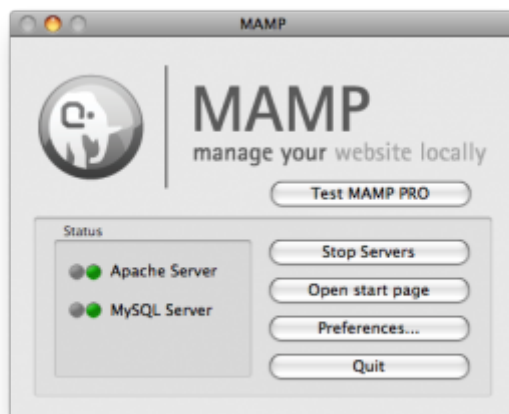 MAMP
MAMP
manage your website locally
Test MAMP PRO
Status
Apache Server
MySQL Server
Stop Servers
Open start page
Preferences...
Quit